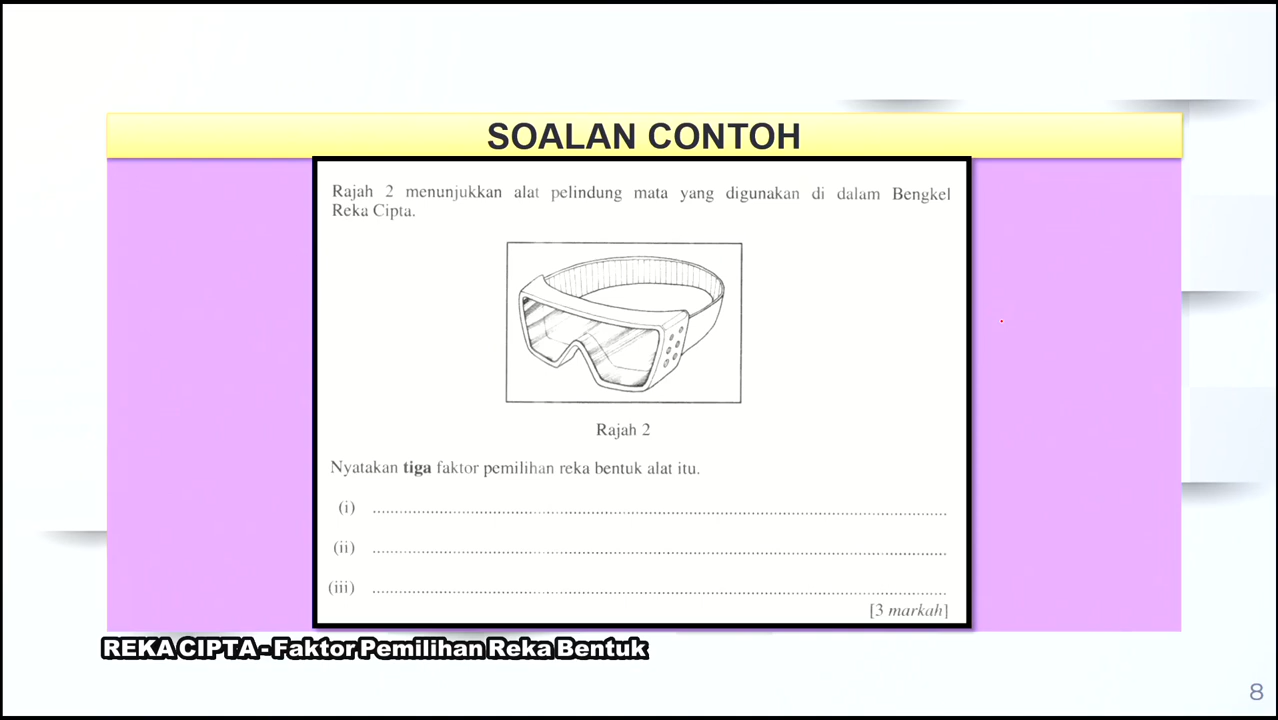 SOALAN CONTOH
Rajah 2 menunjukkan alat pelindung mata yang digunakan di dalam Bengkel
Reka Cipta.
Rajah 2
Nyatakan tiga faktor pemilihan reka bentuk alat itu.
(i) ................................................................
(ii) ................................................................
(iii) ................................................................
[3 markah]
REKA CIPTA - Faktor Pemilihan Reka Bentuk
8